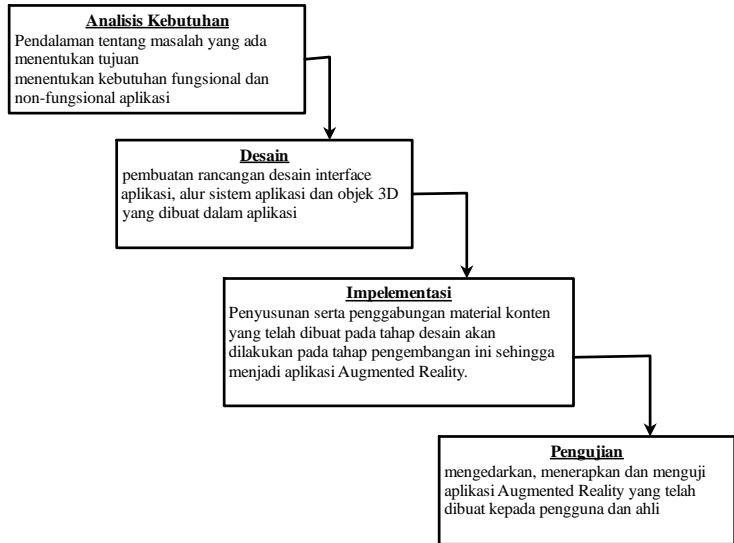 Analisis Kebutuhan
Pendalaman tentang masalah yang ada
menentukan tujuan
menentukan kebutuhan fungsional dan
non-fungsional aplikasi
Desain
pembuatan rancangan desain interface
aplikasi, alur sistem aplikasi dan objek 3D
yang dibuat dalam aplikasi
Impelementasi
Penyusunan serta penggabungan material konten
yang telah dibuat pada tahap desain akan
dilakukan pada tahap pengembangan ini sehingga
menjadi aplikasi Augmented Reality.
Pengujian
mengedarkan, menerapkan dan menguji
aplikasi Augmented Reality yang telah
dibuat kepada pengguna dan ahli